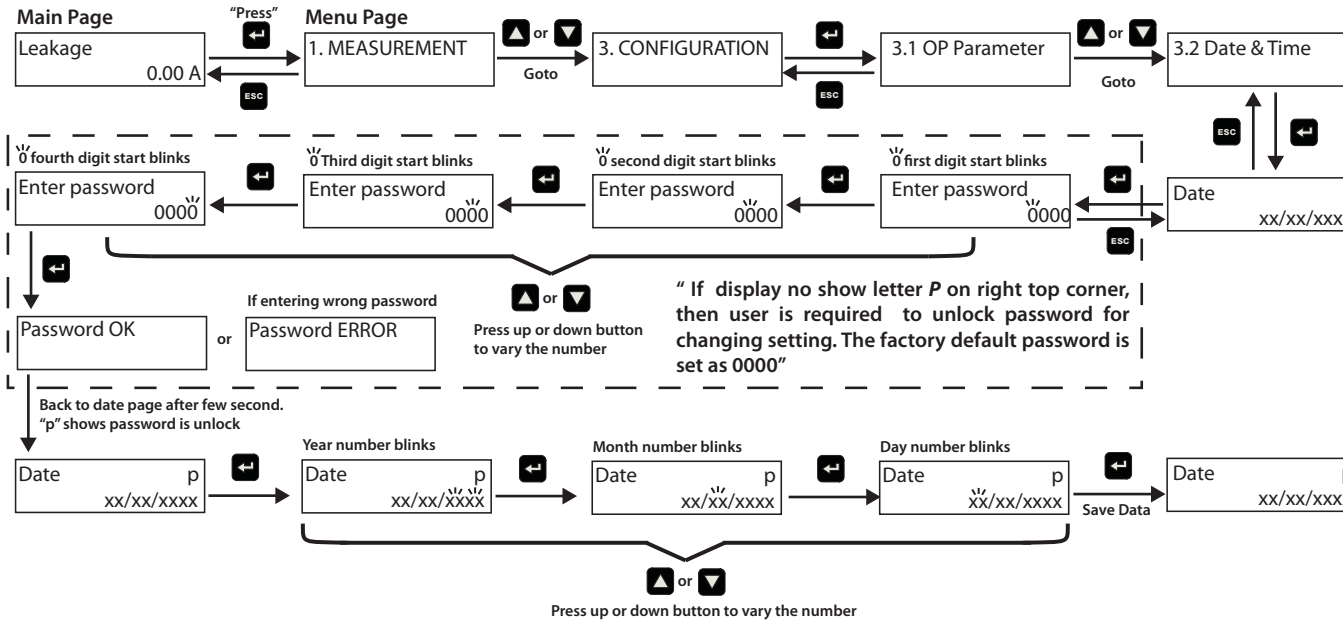 Main Page
"Press"
Menu Page
or
Leakage
0.00 A
1. MEASUREMENT
3. CONFIGURATION
3.1 OP Parameter
or
3.2 Date & Time
Goto
Goto
ESC
ESC
ESC
0 fourth digit start blinks
0 Third digit start blinks
0 second digit start blinks
0 first digit start blinks
Enter password
0000
Enter password
0000
Enter password
0000
Enter password
0000
Date
xx/xx/xxx
ESC
Password OK
or
If entering wrong password
Password ERROR
or
Press up or down button
to vary the number
" If display no show letter P on right top corner,
then user is required to unlock password for
changing setting. The factory default password is
set as 0000"
Back to date page after few second.
"p" shows password is unlock
Year number blinks
Month number blinks
Day number blinks
Date p
xx/xx/xxxx
Date p
xx/xx/xxxx
Date p
xx/xx/xxxx
Date p
xx/xx/xxxx
Save Data
Date
xx/xx/xxx
or
Press up or down button to vary the number